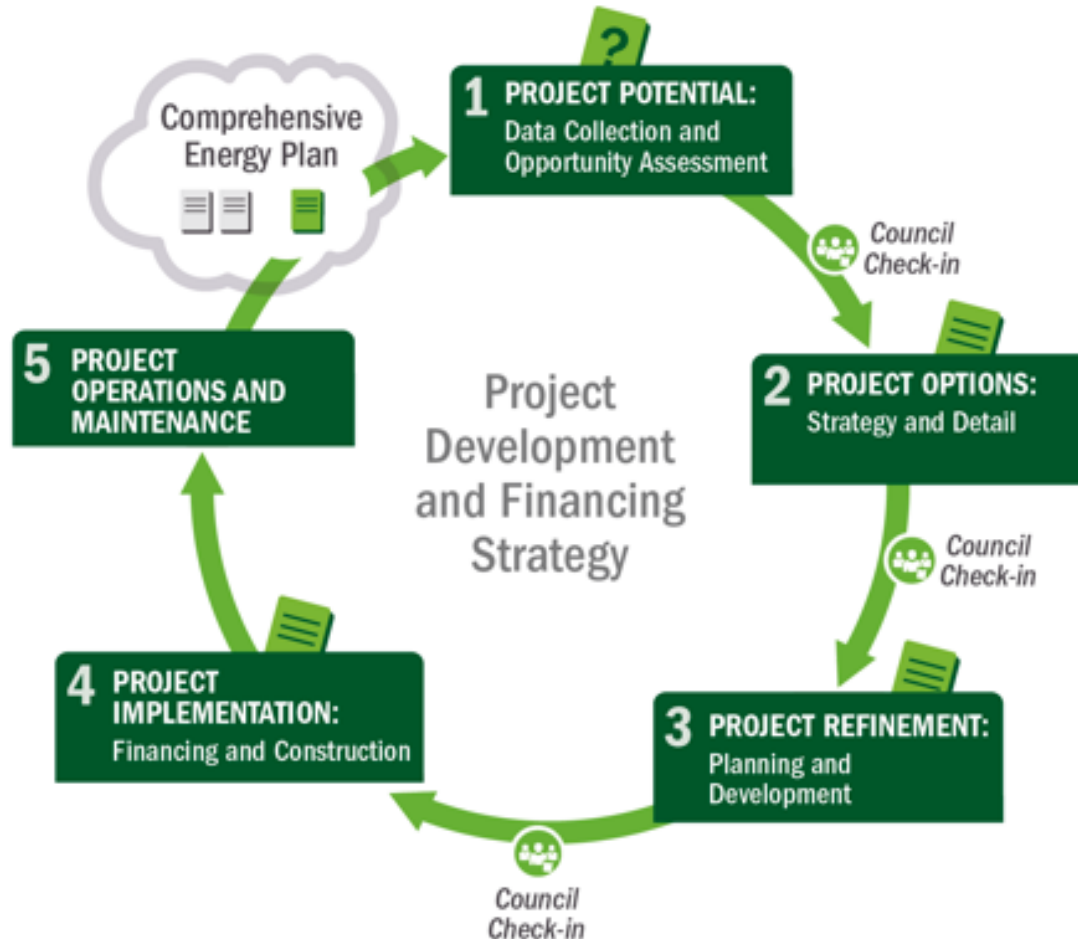 Comprehensive
Energy Plan
?
1 PROJECT POTENTIAL:
Data Collection and
Opportunity Assessment
Council
Check-in
2 PROJECT OPTIONS:
Strategy and Detail
Council
Check-in
3 PROJECT REFINEMENT:
Planning and
Development
Council
Check-in
4 PROJECT
IMPLEMENTATION:
Financing and Construction
5 PROJECT
OPERATIONS AND
MAINTENANCE
Project
Development
and Financing
Strategy